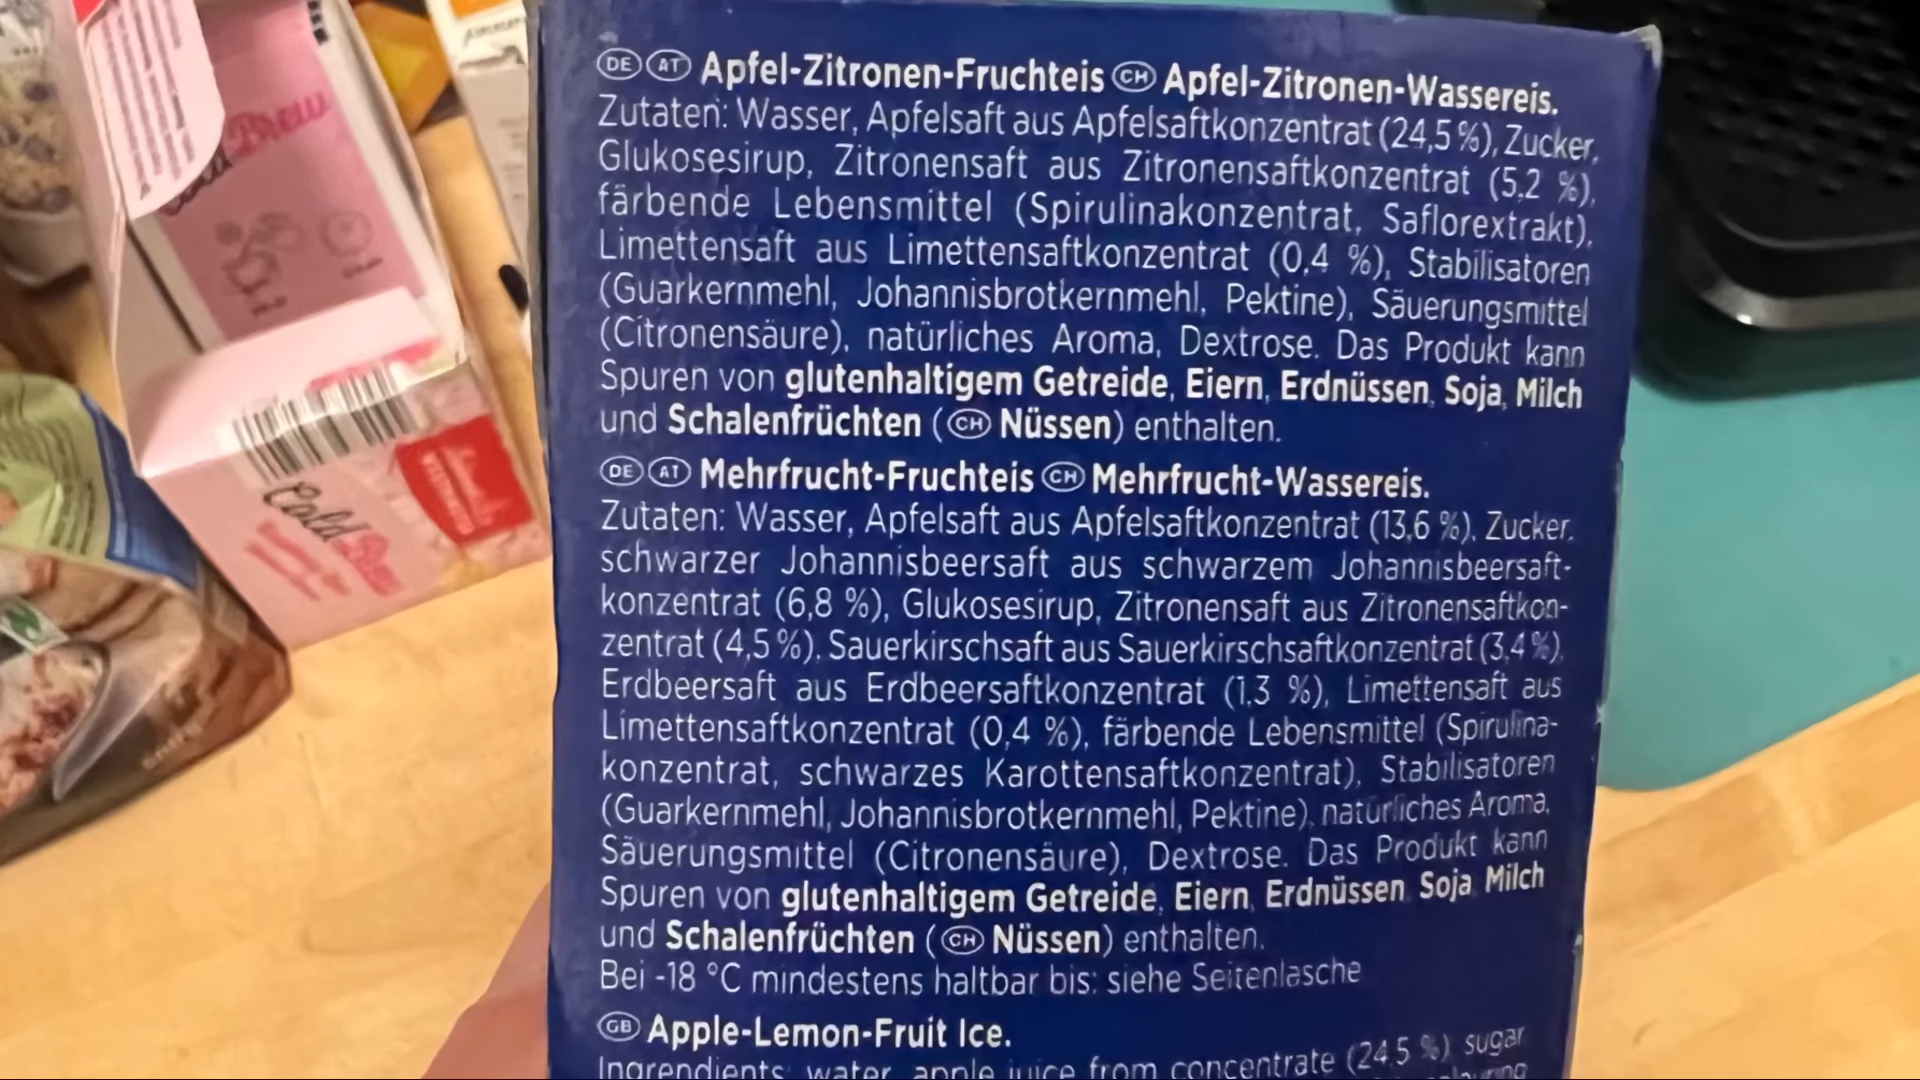 DE AT Apfel-Zitronen-Fruchteis CH Apfel-Zitronen-Wassereis.
Zutaten: Wasser, Apfelsaft aus Apfelsaftkonzentrat (24,5 %), Zucker,
Glukosesirup, Zitronensaft aus Zitronensaftkonzentrat (5,2 %),
färbende Lebensmittel (Spirulinakonzentrat, Saflorextrakt),
Limettensaft aus Limettensaftkonzentrat (0,4 %), Stabilisatoren
(Guarkernmehl, Johannisbrotkernmehl, Pektine), Säuerungsmittel
(Citronensäure), natürliches Aroma, Dextrose. Das Produkt kann
Spuren von glutenhaltigem Getreide, Eiern, Erdnüssen, Soja, Milch
und Schalenfrüchten (CH Nüssen) enthalten.
DE AT Mehrfrucht-Fruchteis CH Mehrfrucht-Wassereis.
Zutaten: Wasser, Apfelsaft aus Apfelsaftkonzentrat (13,6 %), Zucker,
schwarzer Johannisbeersaft aus schwarzem Johannisbeersaft-
konzentrat (6,8 %), Glukosesirup, Zitronensaft aus Zitronensaftkon-
zentrat (4,5 %), Sauerkirschsaft aus Sauerkirschsaftkonzentrat (3,4 %),
Erdbeersaft aus Erdbeersaftkonzentrat (1,3 %), Limettensaft aus
Limettensaftkonzentrat (0,4 %), färbende Lebensmittel (Spirulina-
konzentrat, schwarzes Karottensaftkonzentrat), Stabilisatoren
(Guarkernmehl, Johannisbrotkernmehl, Pektine), natürliches Aroma,
Säuerungsmittel (Citronensäure), Dextrose. Das Produkt kann
Spuren von glutenhaltigem Getreide, Eiern, Erdnüssen, Soja, Milch
und Schalenfrüchten (CH Nüssen) enthalten.
Bei -18 °C mindestens haltbar bis: siehe Seitenlasche
GB Apple-Lemon-Fruit Ice.
Ingredients: water, apple juice from concentrate (24,5 %) sugar
Cold Brew
Cold Brew